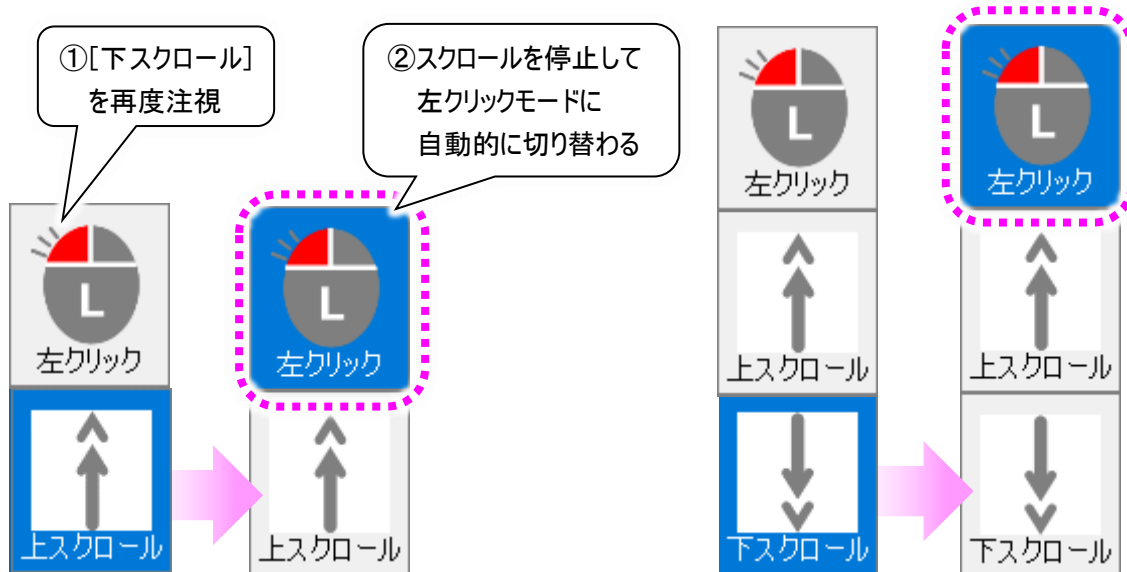 ①[下スクロール]
を再度注視
②スクロールを停止して
左クリックモードに
自動的に切り替わる
L
左クリック
上スクロール
L
左クリック
上スクロール
L
左クリック
上スクロール
下スクロール
L
左クリック
上スクロール
下スクロール